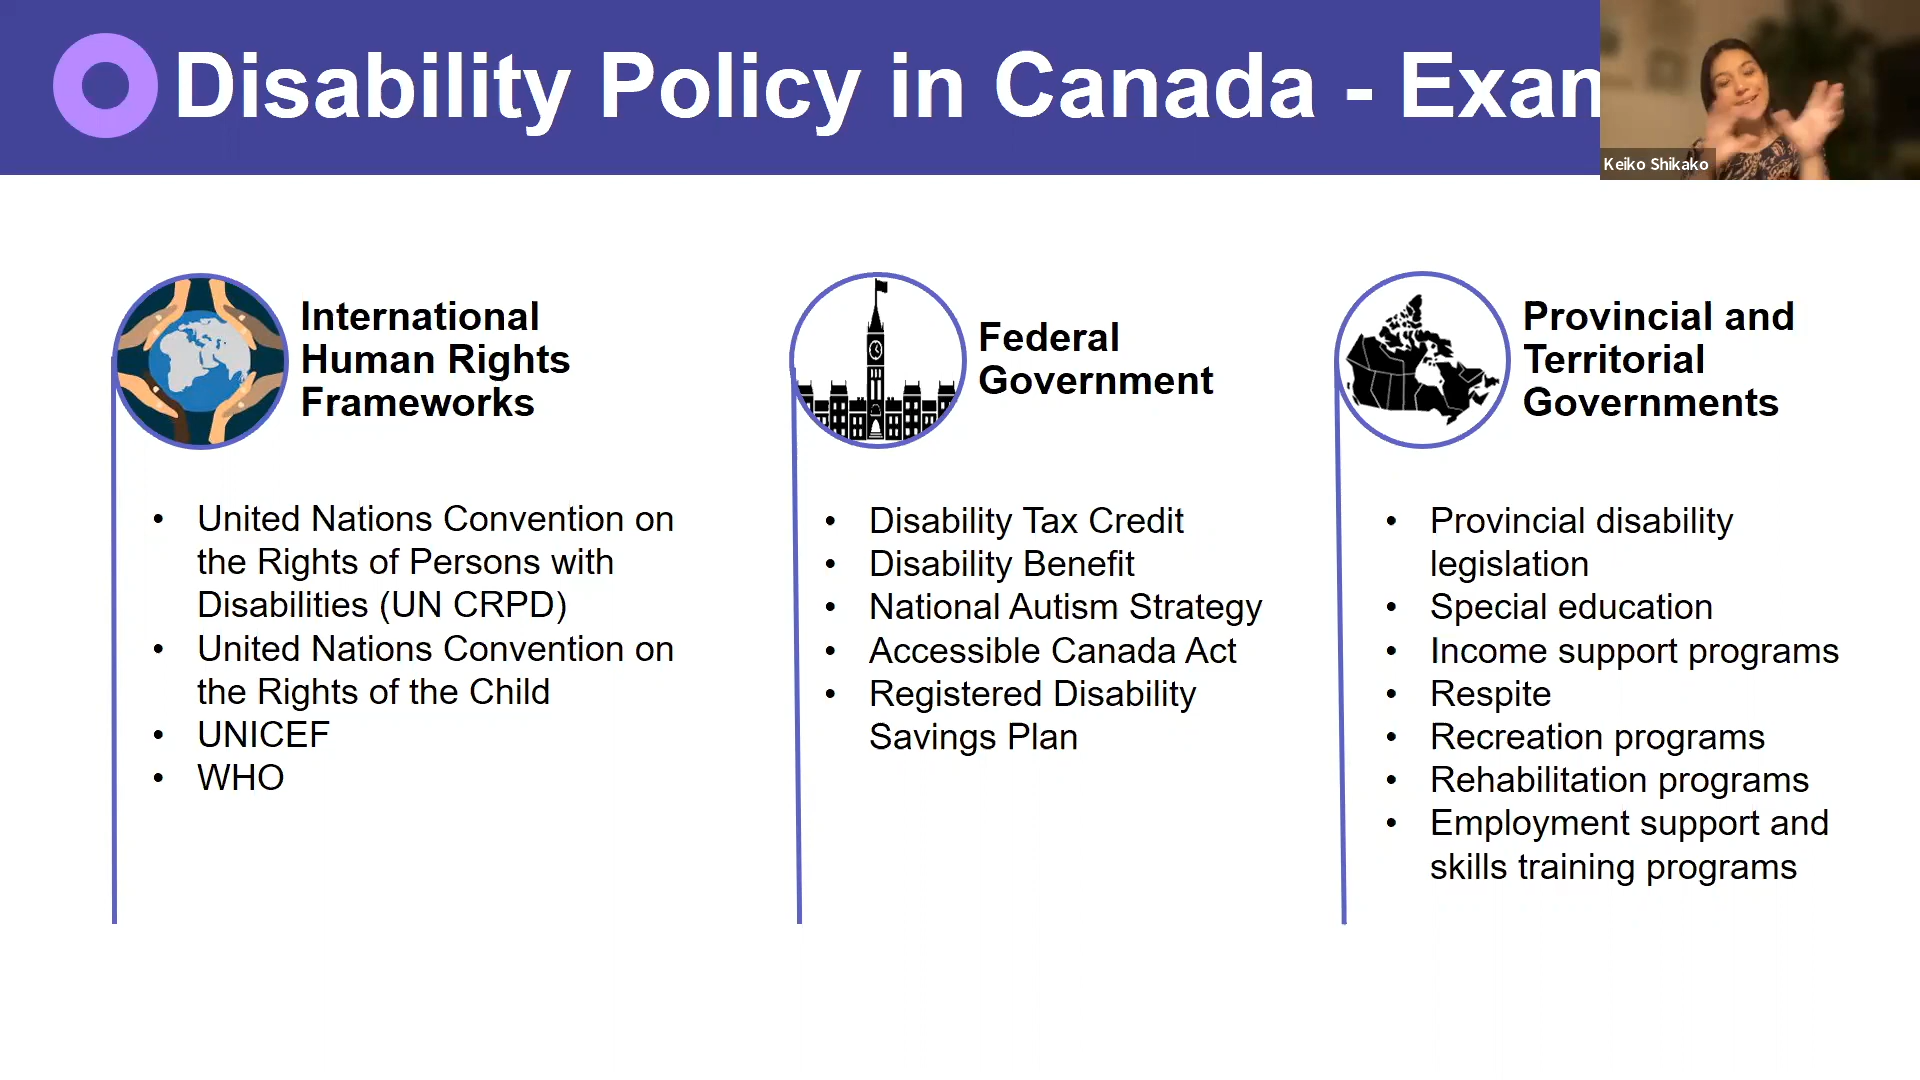 Disability Policy in Canada - Exam
Keiko Shikako
International
Human Rights
Frameworks
• United Nations Convention on
the Rights of Persons with
Disabilities (UN CRPD)
• United Nations Convention on
the Rights of the Child
• UNICEF
• WHO
Federal
Government
• Disability Tax Credit
• Disability Benefit
• National Autism Strategy
• Accessible Canada Act
• Registered Disability
Savings Plan
Provincial and
Territorial
Governments
• Provincial disability
legislation
• Special education
• Income support programs
• Respite
• Recreation programs
• Rehabilitation programs
• Employment support and
skills training programs